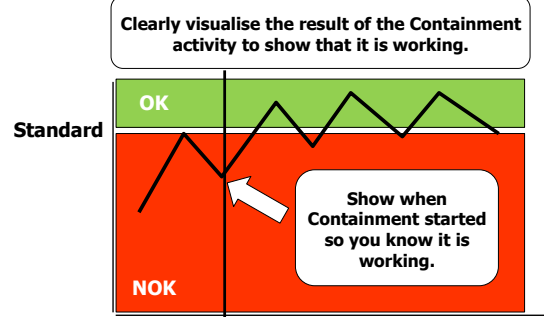 Clearly visualise the result of the Containment
activity to show that it is working.
OK
Standard
Show when
Containment started
so you know it is
working.
NOK